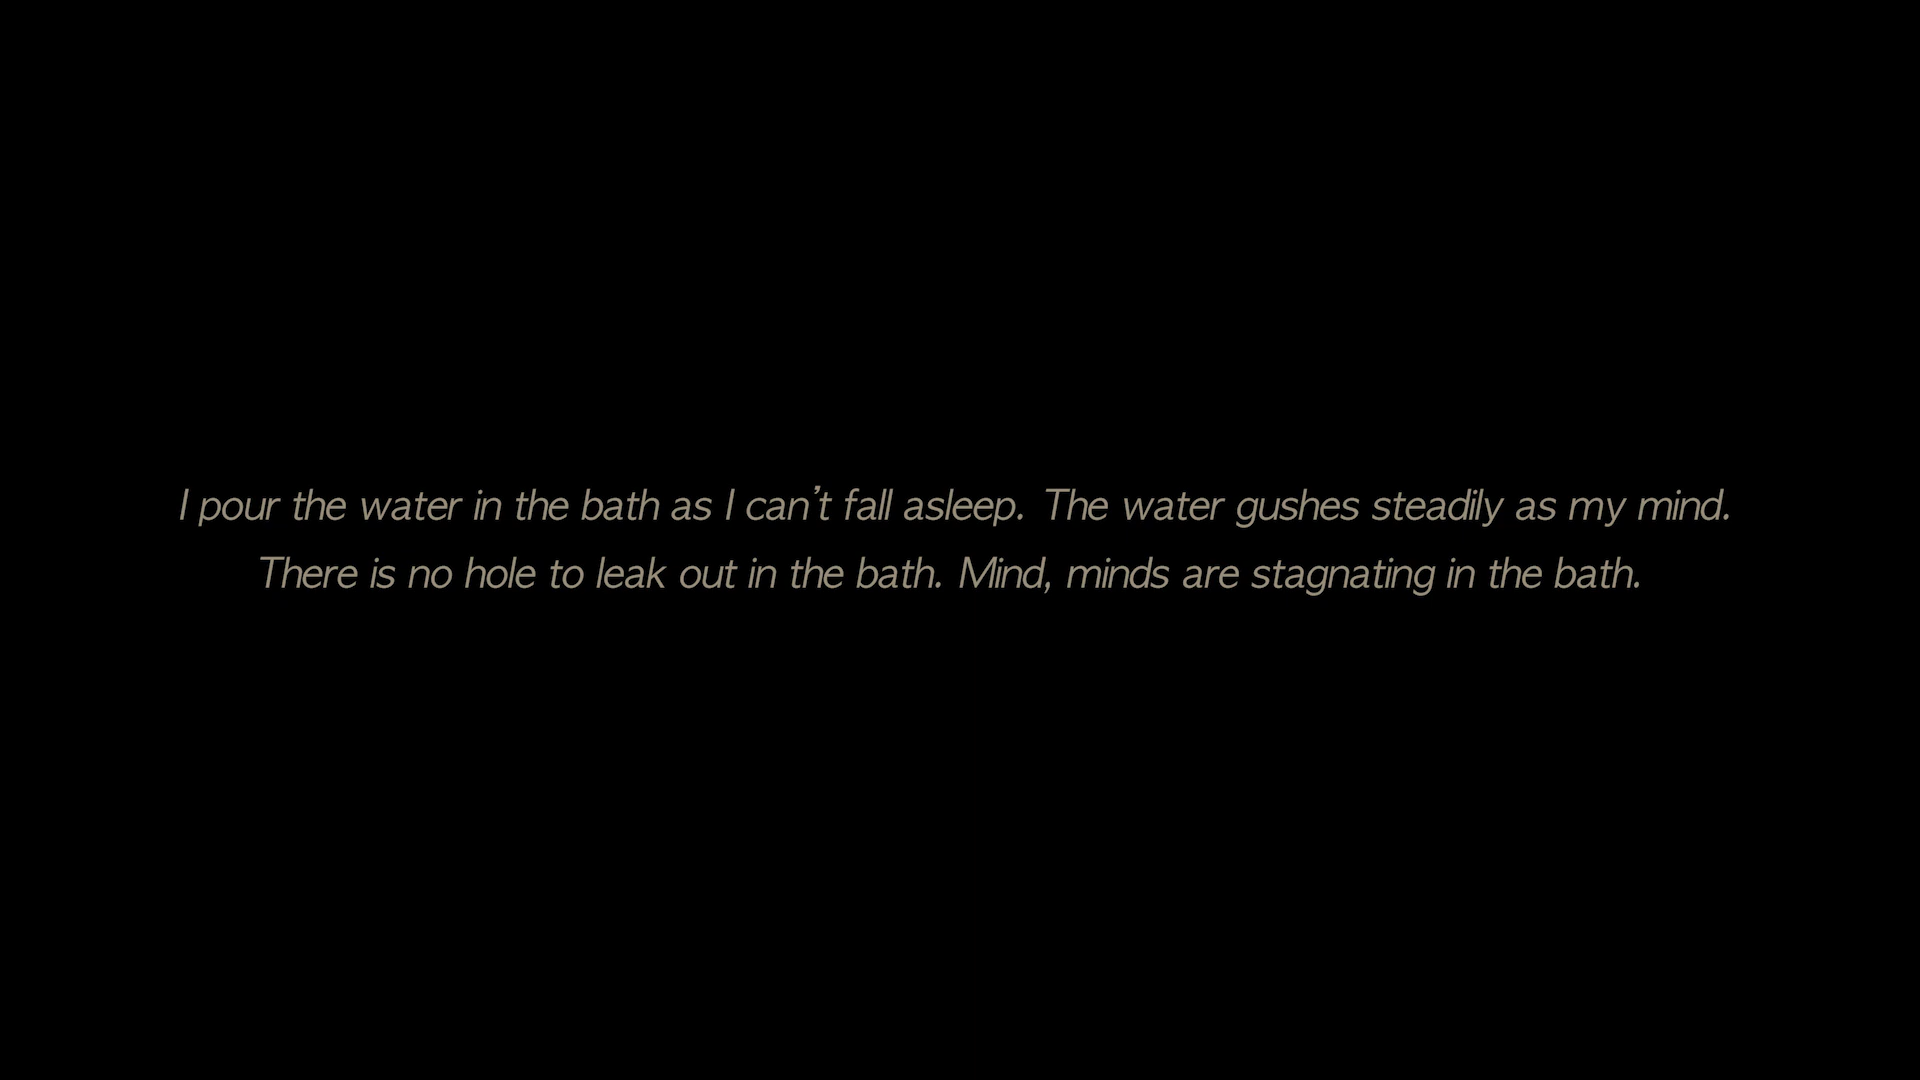 I pour the water in the bath as I can’t fall asleep. The water gushes steadily as my mind.
There is no hole to leak out in the bath. Mind, minds are stagnating in the bath.